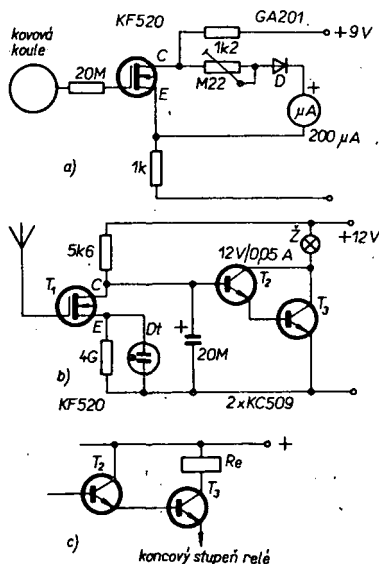 kovová
koule
KF520
20M
C
E
1k2
GA201
+9V
M22
D
+
µA
200 µA
1k
a)
5k6
T1
C
E
4G
Dt
b)
KF520
+
20M
12V/0,05 A
T2
T3
Ž
+12V
2xKC509
T2
Re
+
T3
c)
koncový stupeň relé